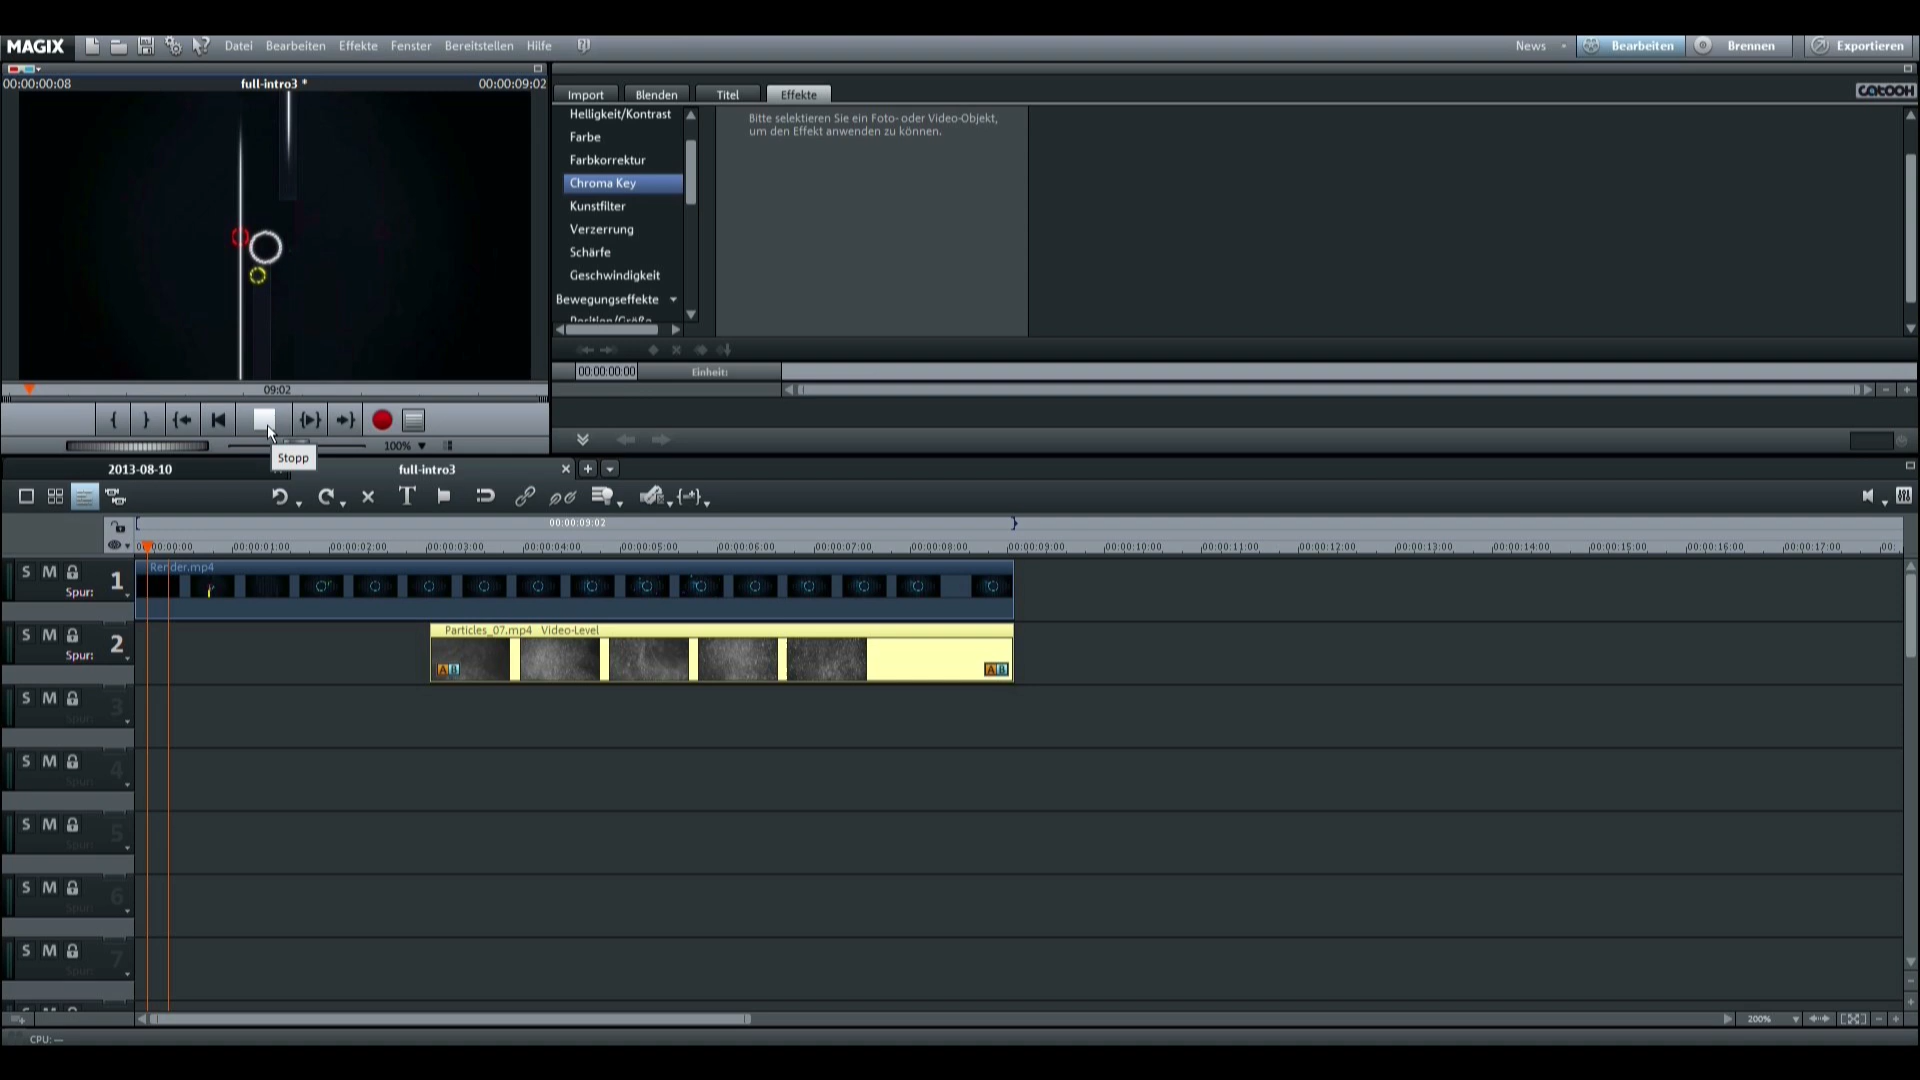 MAGIX Datei Bearbeiten Effekte Fenster Bereitstellen Hilfe News Bearbeiten Brennen Exportieren
00:00:00:08 full-intro3 * 00:00:09:02
Import Blenden Titel Effekte catooh
Helligkeit/Kontrast
Farbe
Farbkorrektur
Chroma Key
Kunstfilter
Verzerrung
Schärfe
Geschwindigkeit
Bewegungseffekte
Position/Größe
Bitte selektieren Sie ein Foto- oder Video-Objekt,
um den Effekt anwenden zu können.
00:00:00:00 Einheit:
09:02
100%
Stopp
2013-08-10 full-intro3
00:00:09:02
00:00:01:00 00:00:02:00 00:00:03:00 00:00:04:00 00:00:05:00 00:00:06:00 00:00:07:00 00:00:08:00 00:00:09:00 00:00:10:00 00:00:11:00 00:00:12:00 00:00:13:00 00:00:14:00 00:00:15:00 00:00:16:00 00:00:17:00 00:
S M 1
Spur:
Render.mp4
S M 2
Spur:
Particles_07.mp4 Video-Level
A B A B
S M 3
Spur:
S M 4
Spur:
S M 5
Spur:
S M 6
Spur:
S M 7
Spur:
200%
CPU: —